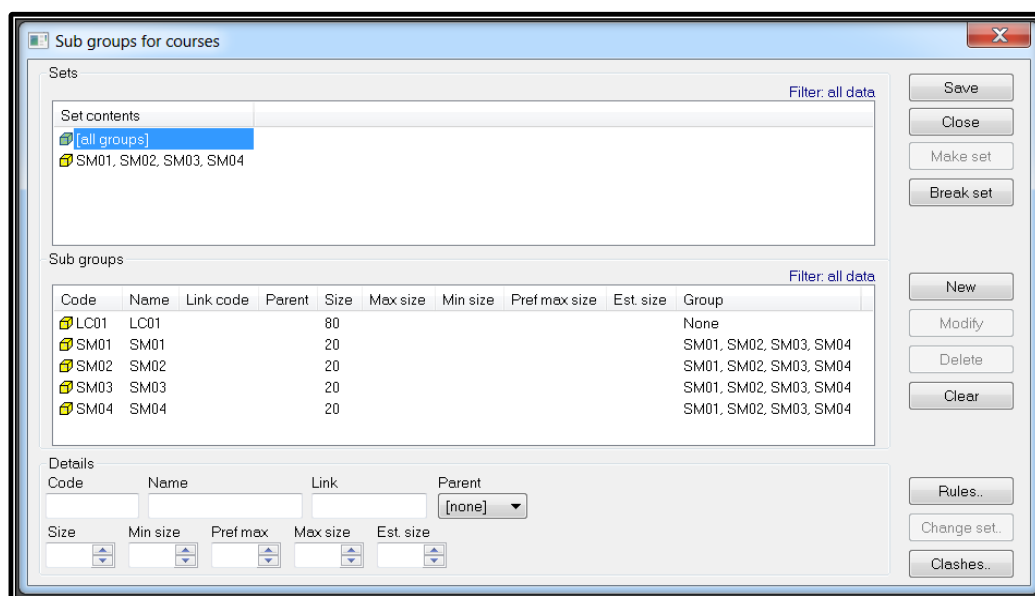 Sub groups for courses
Sets
Filter: all data
Save
Set contents
Close
[all groups]
Make set
SM01, SM02, SM03, SM04
Break set
Sub groups
Filter: all data
New
Code Name Link code Parent Size Max size Min size Pref max size Est. size Group
LC01 LC01 80 None
Modify
SM01 SM01 20 SM01, SM02, SM03, SM04
SM02 SM02 20 SM01, SM02, SM03, SM04
Delete
SM03 SM03 20 SM01, SM02, SM03, SM04
Clear
SM04 SM04 20 SM01, SM02, SM03, SM04
Details
Code Name Link Parent
Rules..
[none]
Change set..
Size Min size Pref max Max size Est. size
Clashes..